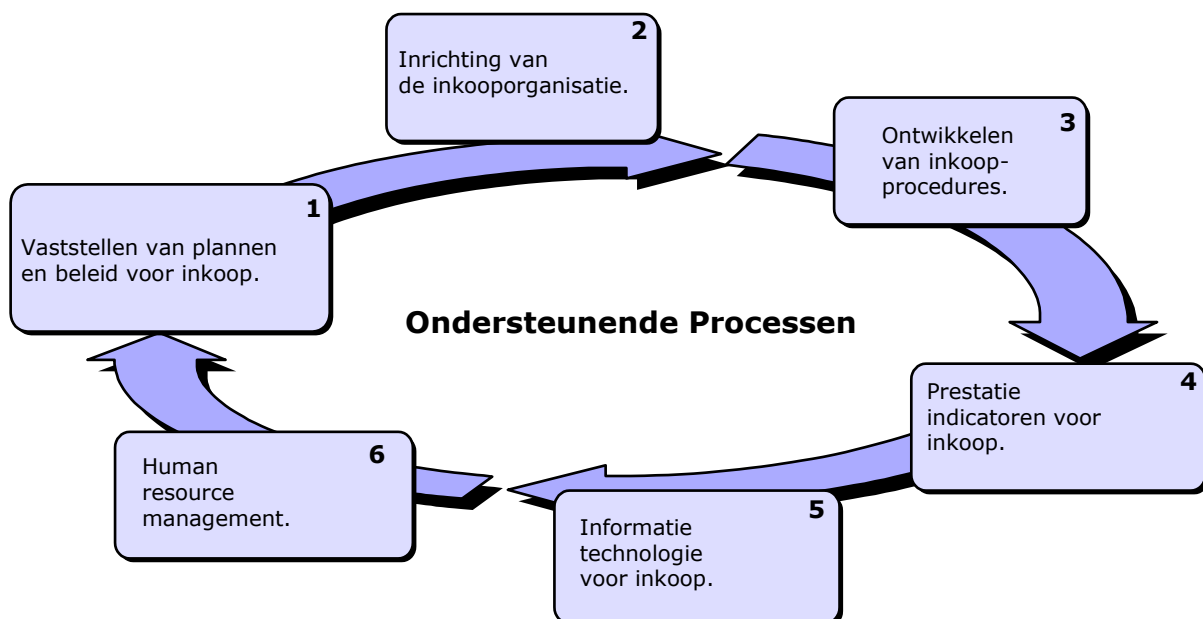 1
Vaststellen van plannen
en beleid voor inkoop.
2
Inrichting van
de inkooporganisatie.
3
Ontwikkelen
van inkoop-
procedures.
Ondersteunende Processen
4
Prestatie
indicatoren voor
inkoop.
5
Informatie
technologie
voor inkoop.
6
Human
resource
management.